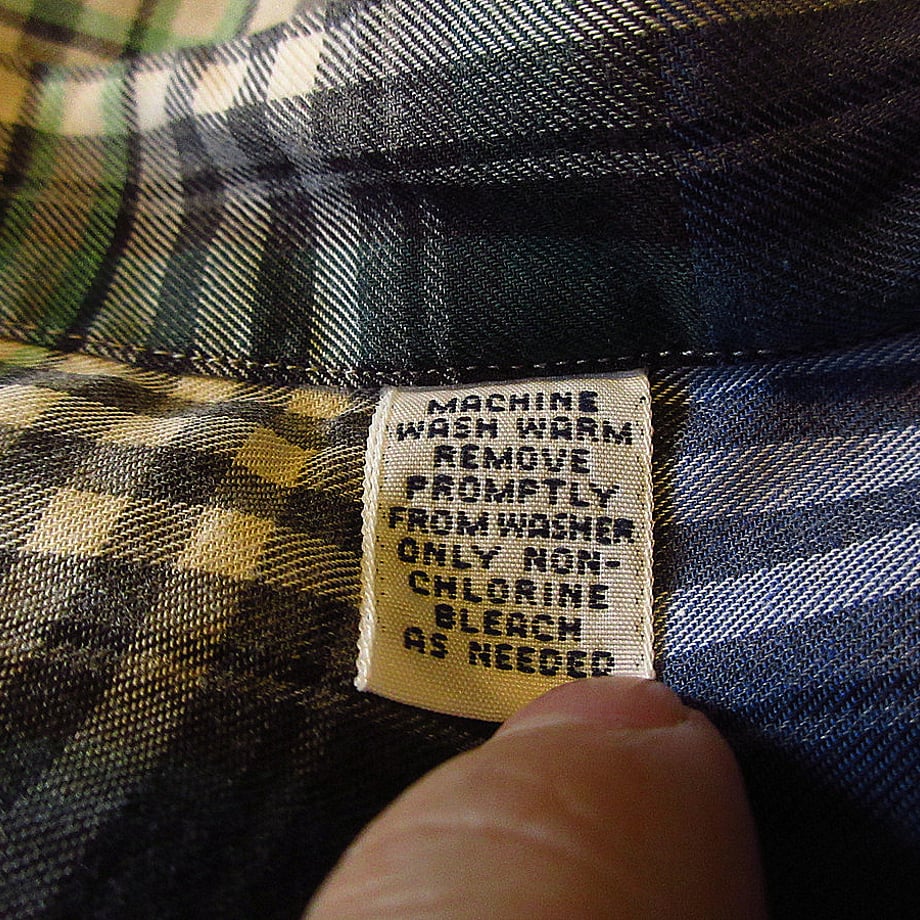 MACHINE
WASH WARM
REMOVE
PROMPTLY
FROM WASHER
ONLY NON-
CHLORINE
BLEACH
AS NEEDED